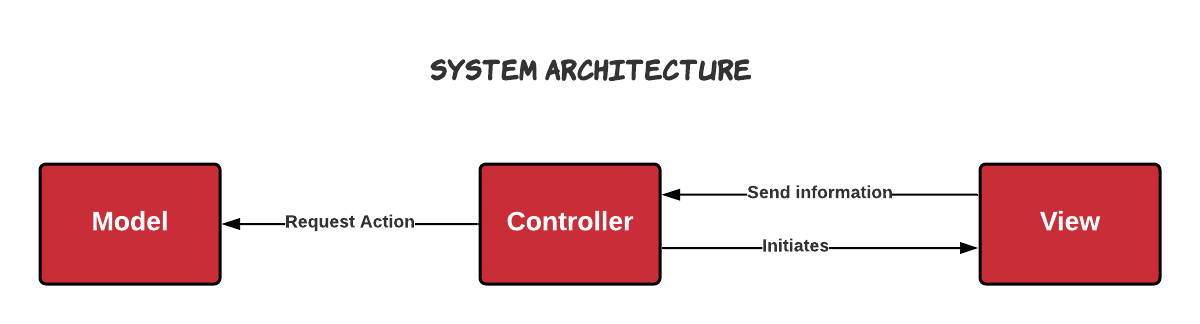 SYSTEM ARCHITECTURE
Model
Request Action
Controller
Send information
Initiates
View